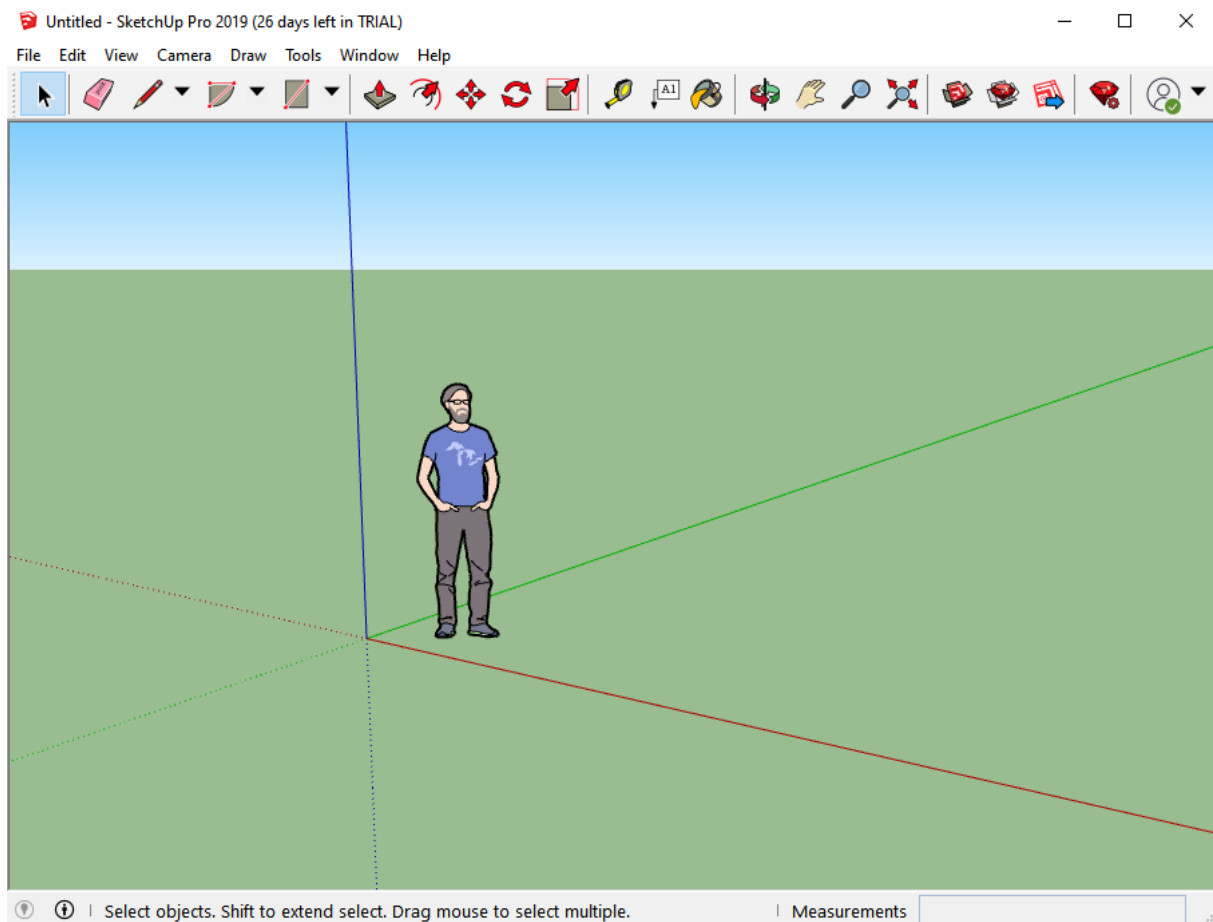 Untitled - SketchUp Pro 2019 (26 days left in TRIAL)
File Edit View Camera Draw Tools Window Help
A1
Select objects. Shift to extend select. Drag mouse to select multiple. Measurements